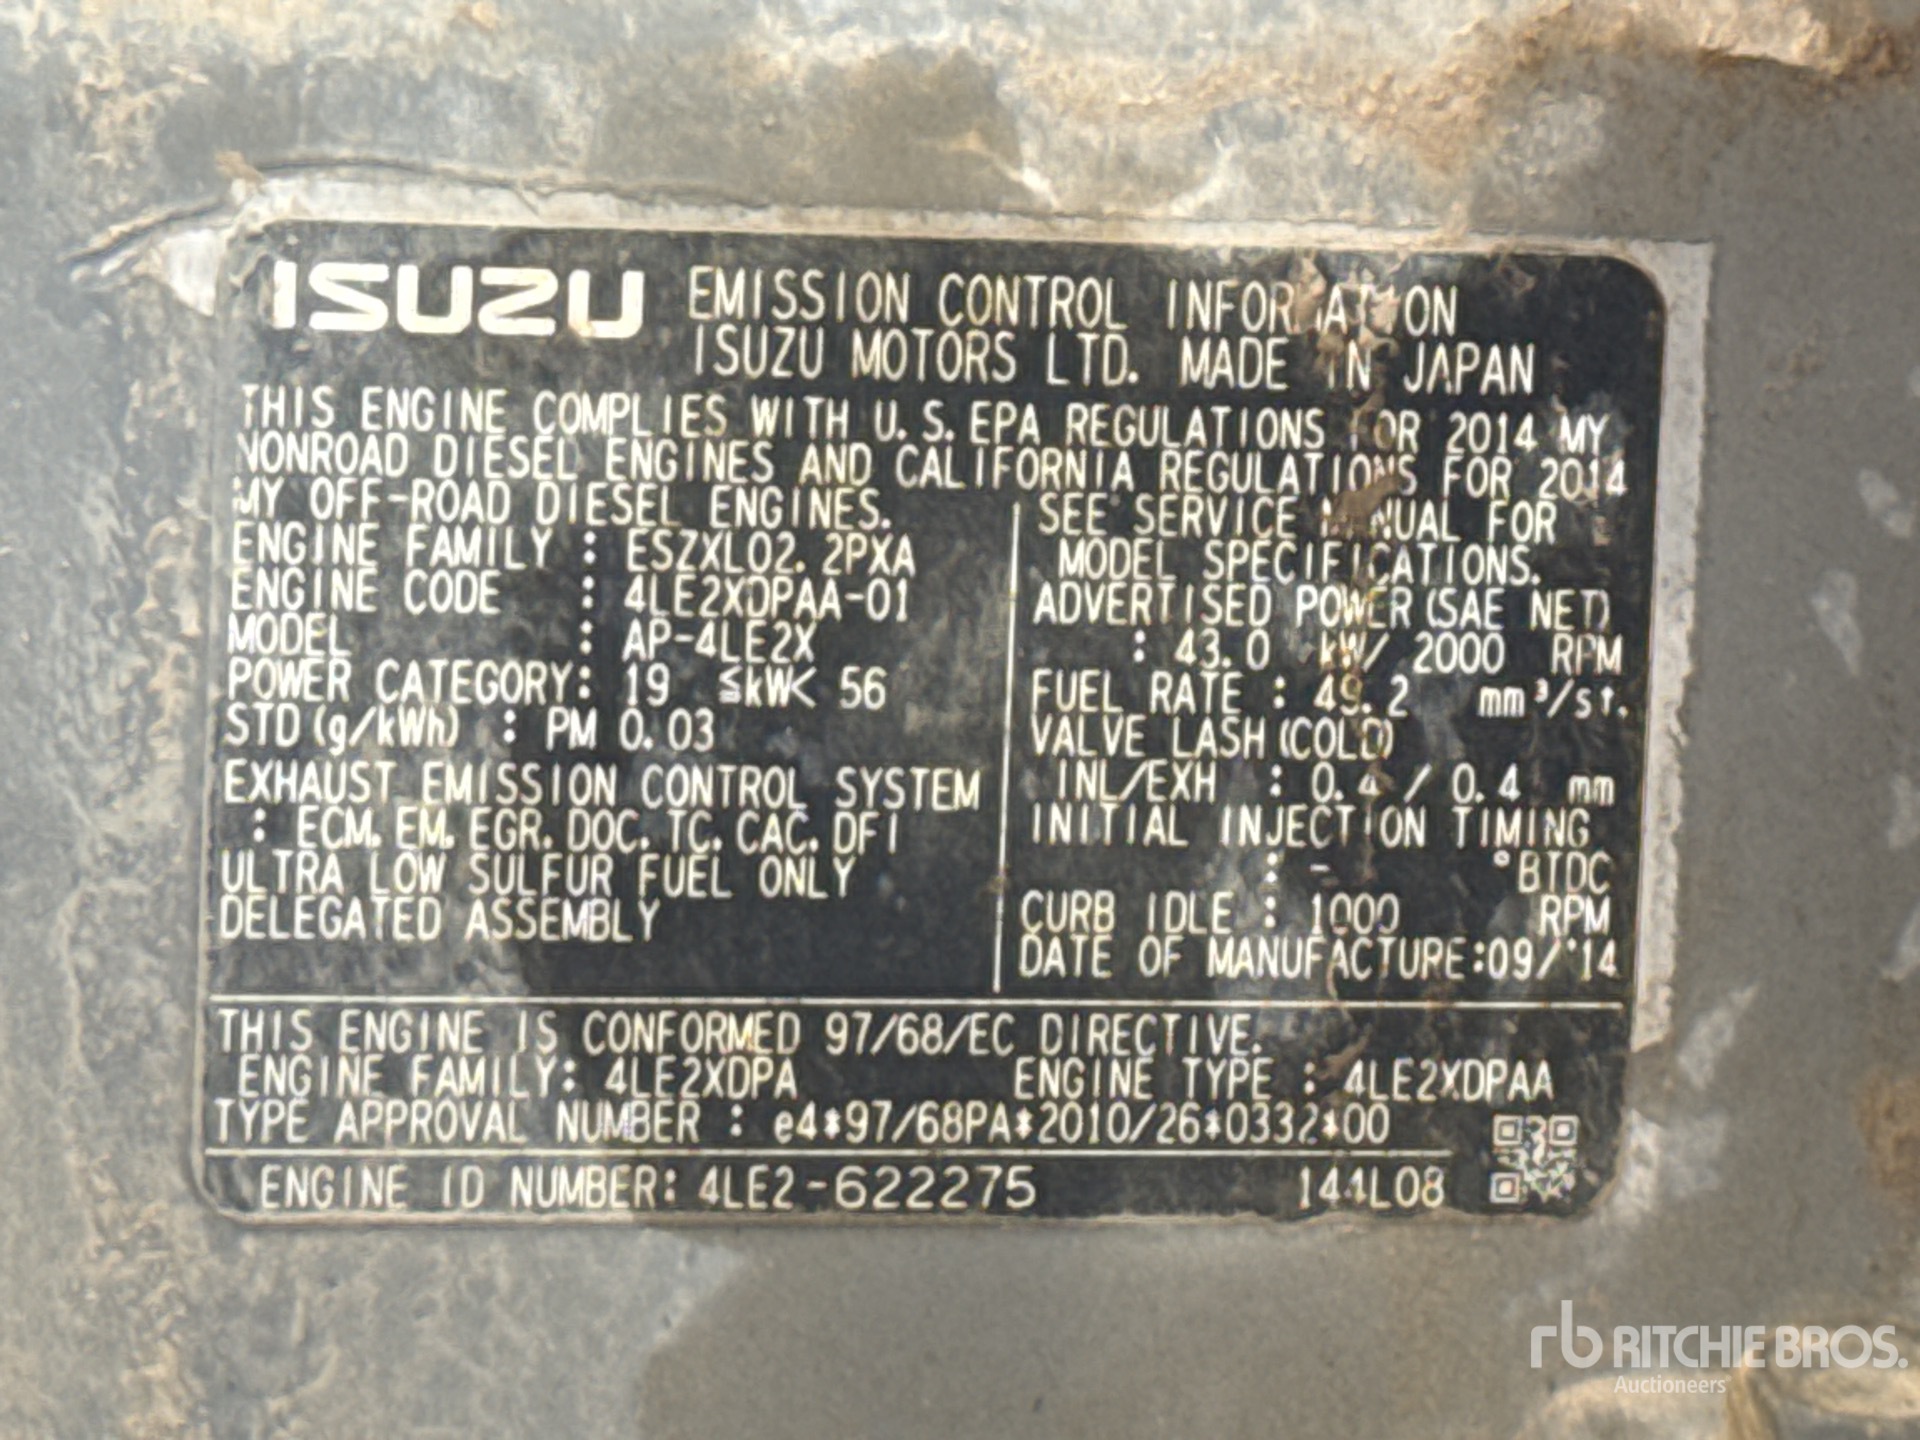 ISUZU EMISSION CONTROL INFORMATION
ISUZU MOTORS LTD. MADE IN JAPAN
THIS ENGINE COMPLIES WITH U.S.EPA REGULATIONS FOR 2014 MY
NONROAD DIESEL ENGINES AND CALIFORNIA REGULATIONS FOR 2014
MY OFF-ROAD DIESEL ENGINES.
ENGINE FAMILY : ESZXL02.2PXA
ENGINE CODE : 4LE2XDPAA-01
MODEL : AP-4LE2X
POWER CATEGORY: 19 ≤kW< 56
STD(g/kWh) : PM 0.03
EXHAUST EMISSION CONTROL SYSTEM
: ECM. EM. EGR. DOC. TC. CAC. DFI
ULTRA LOW SULFUR FUEL ONLY
DELEGATED ASSEMBLY
SEE SERVICE MANUAL FOR
MODEL SPECIFICATIONS.
ADVERTISED POWER(SAE NET)
: 43.0 kW/ 2000 RPM
FUEL RATE : 49.2 mm³/st.
VALVE LASH(COLD)
INL/EXH : 0.4 / 0.4 mm
INITIAL INJECTION TIMING
: - °BTDC
CURB IDLE : 1000 RPM
DATE OF MANUFACTURE:09/'14
THIS ENGINE IS CONFORMED 97/68/EC DIRECTIVE.
ENGINE FAMILY: 4LE2XDPA ENGINE TYPE : 4LE2XDPAA
TYPE APPROVAL NUMBER : e4*97/68PA*2010/26*0332*00
ENGINE ID NUMBER: 4LE2-622275 144L08
rb RITCHIE BROS.
Auctioneers